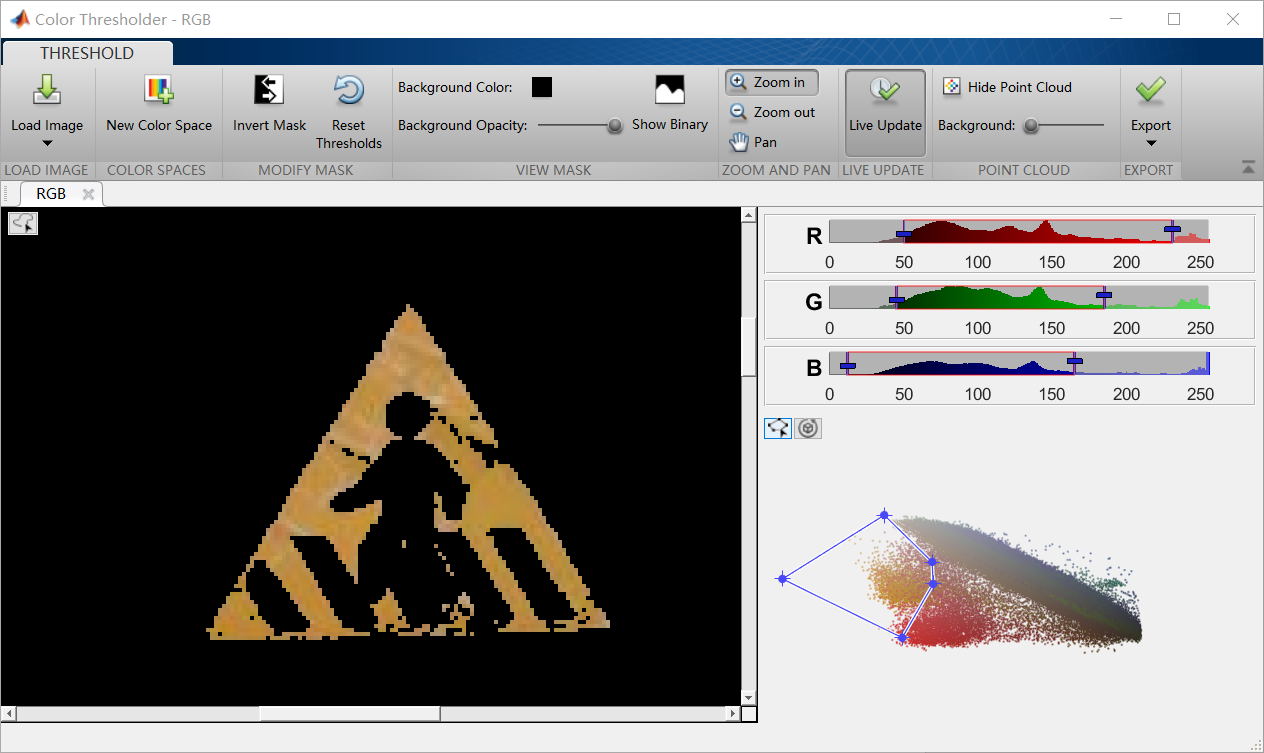 Color Thresholder - RGB
THRESHOLD
Load Image
New Color Space
Invert Mask
Reset
Thresholds
Background Color:
Background Opacity:
Show Binary
Zoom in
Zoom out
Pan
Live Update
Hide Point Cloud
Background:
Export
LOAD IMAGE
COLOR SPACES
MODIFY MASK
VIEW MASK
ZOOM AND PAN
LIVE UPDATE
POINT CLOUD
EXPORT
RGB
R
0 50 100 150 200 250
G
0 50 100 150 200 250
B
0 50 100 150 200 250